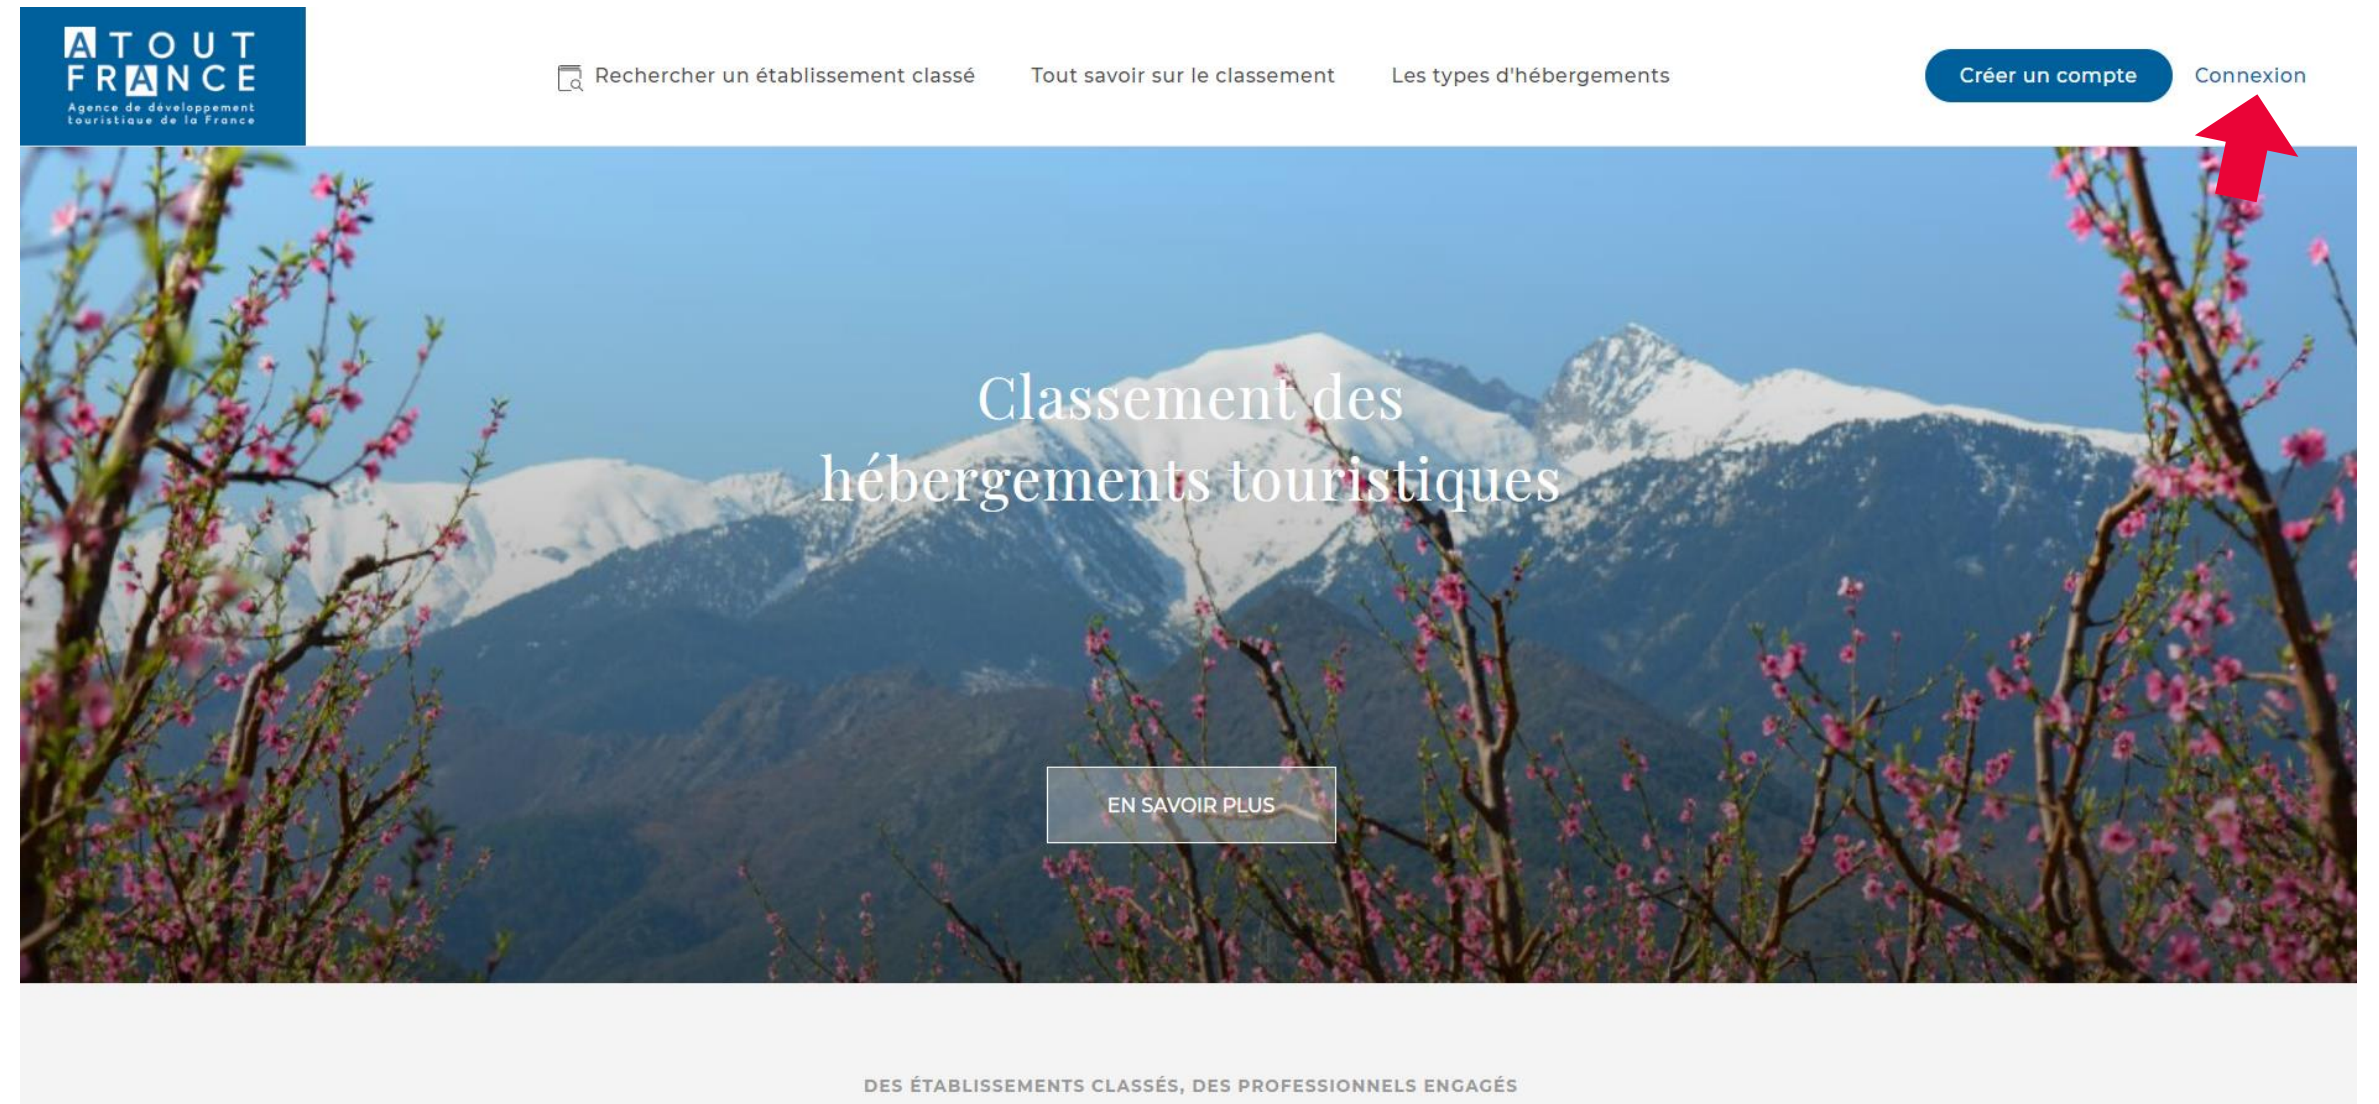 ATOUT
FRANCE
Agence de développement
touristique de la France
Rechercher un établissement classé
Tout savoir sur le classement
Les types d'hébergements
Créer un compte
Connexion
Classement des
hébergements touristiques
EN SAVOIR PLUS
DES ÉTABLISSEMENTS CLASSÉS, DES PROFESSIONNELS ENGAGÉS